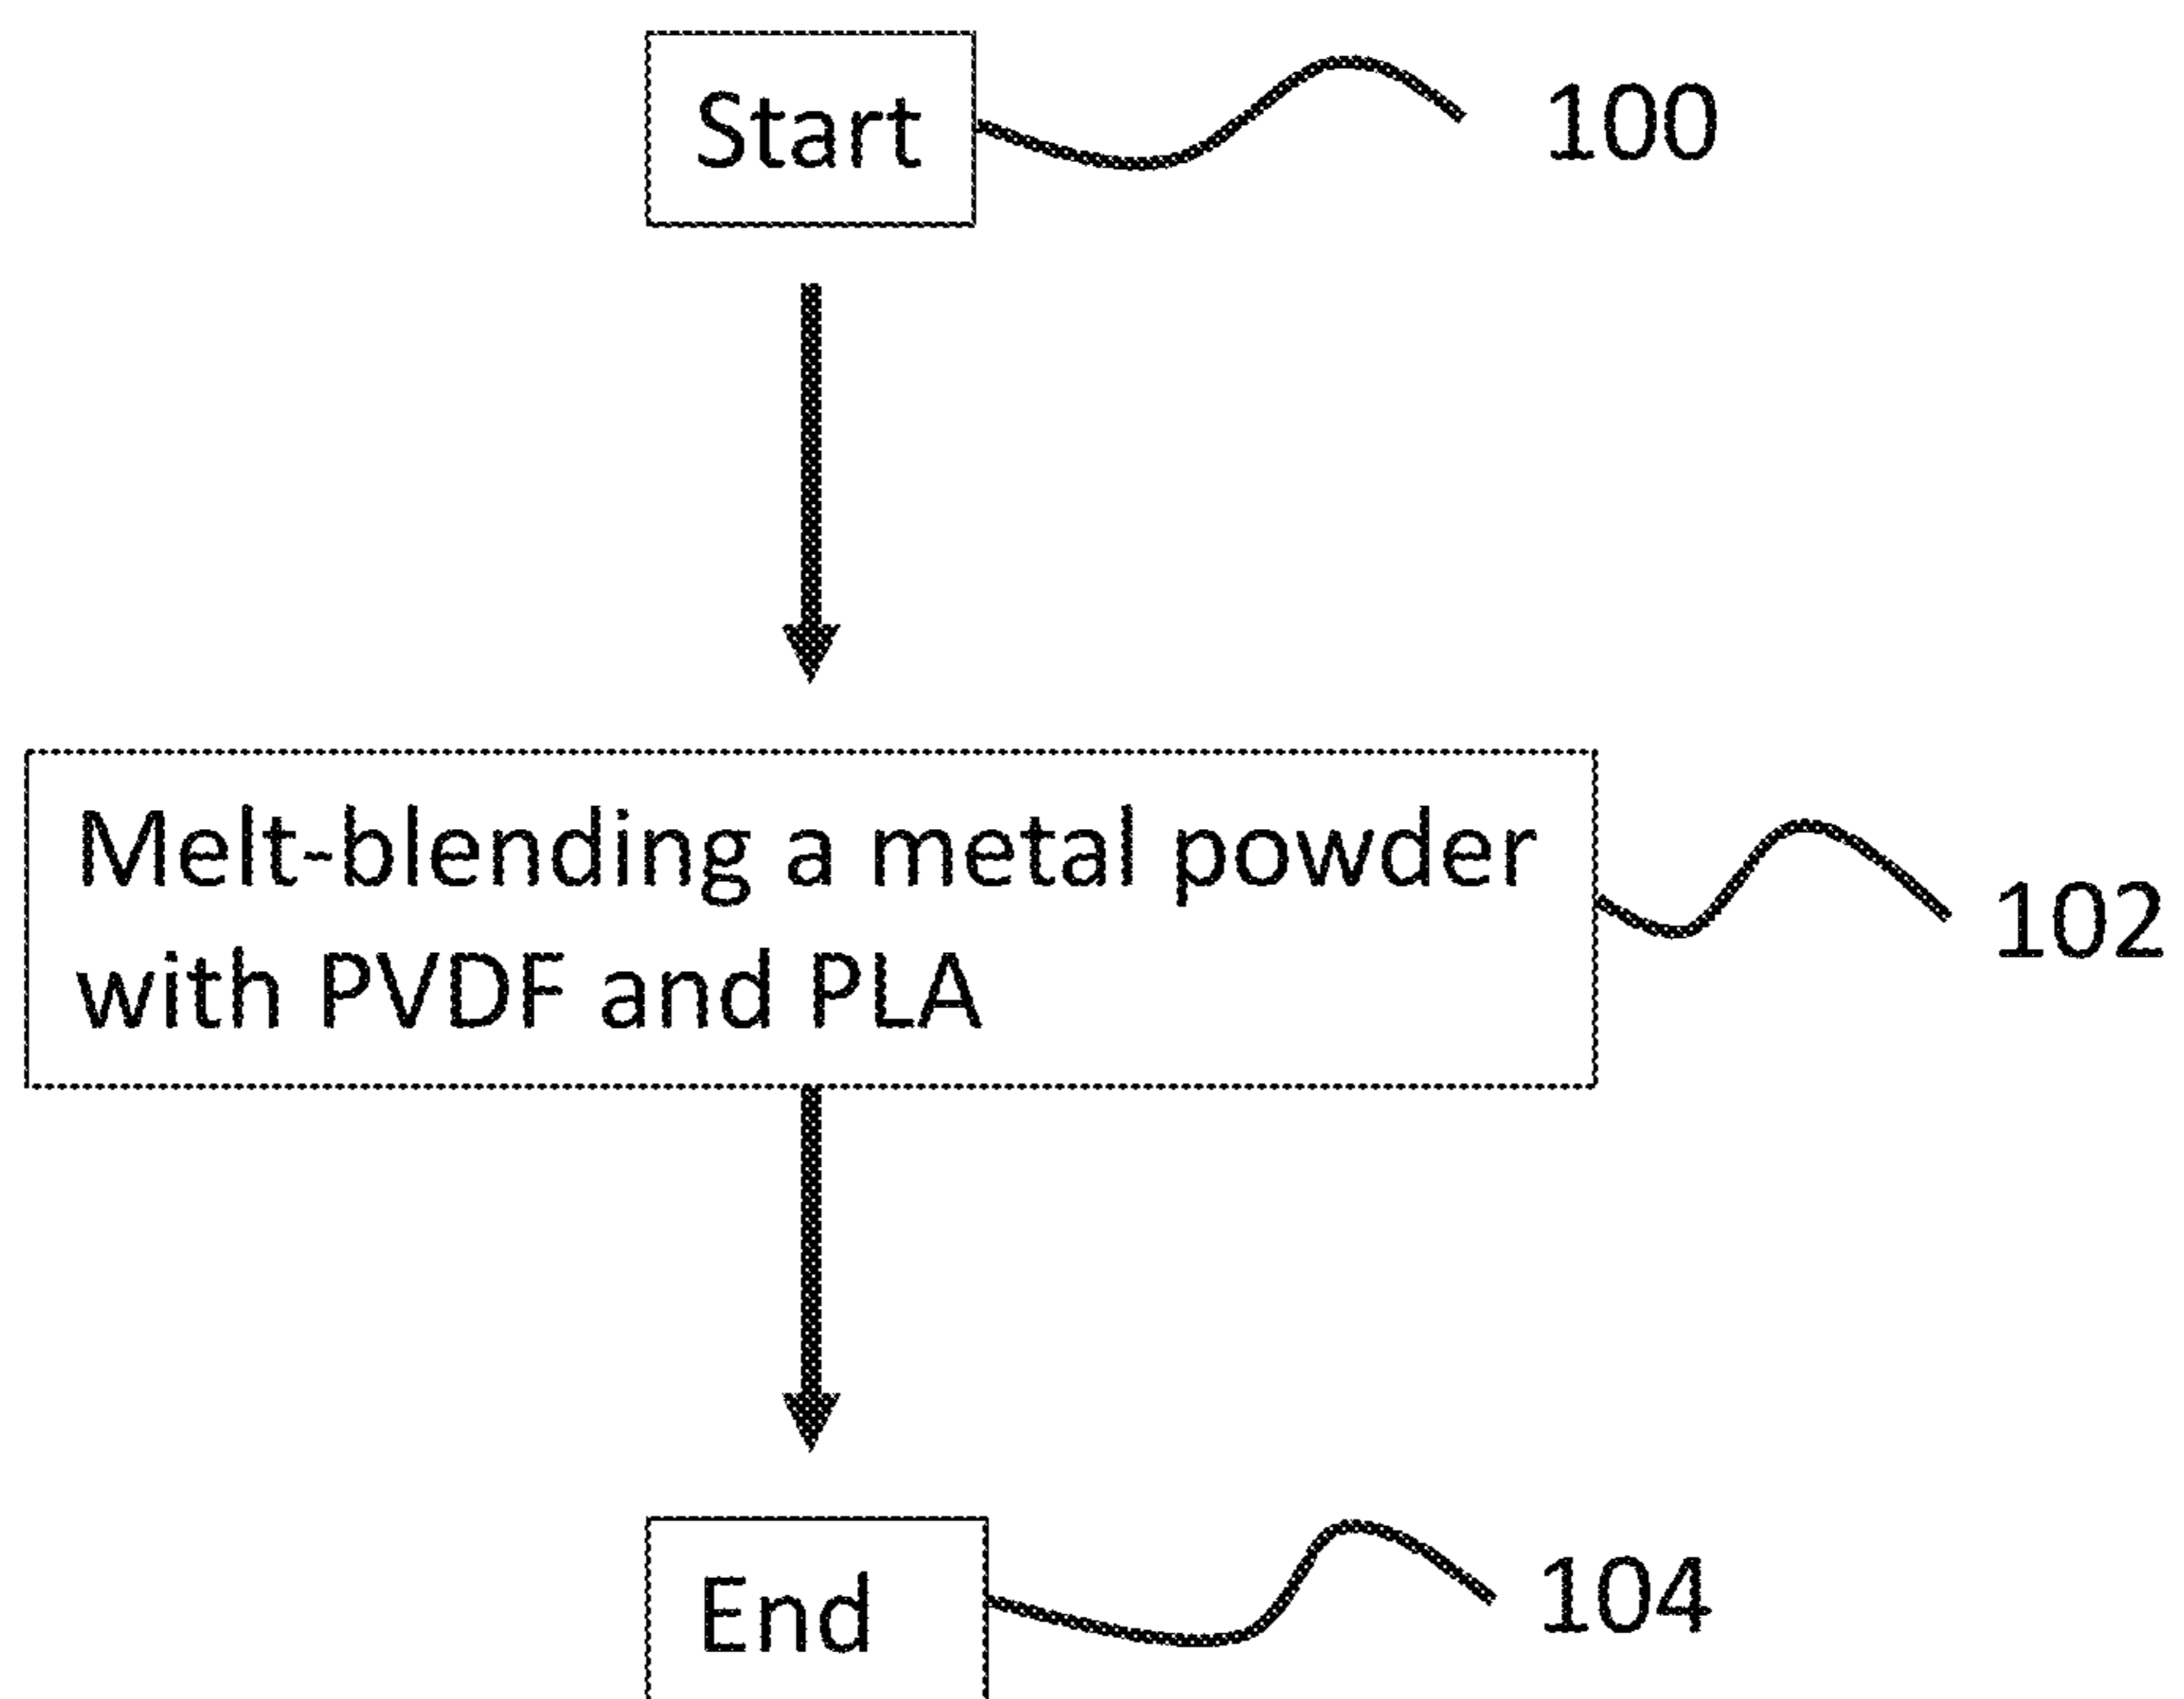 Start
100
Melt-blending a metal powder
with PVDF and PLA
102
End
104